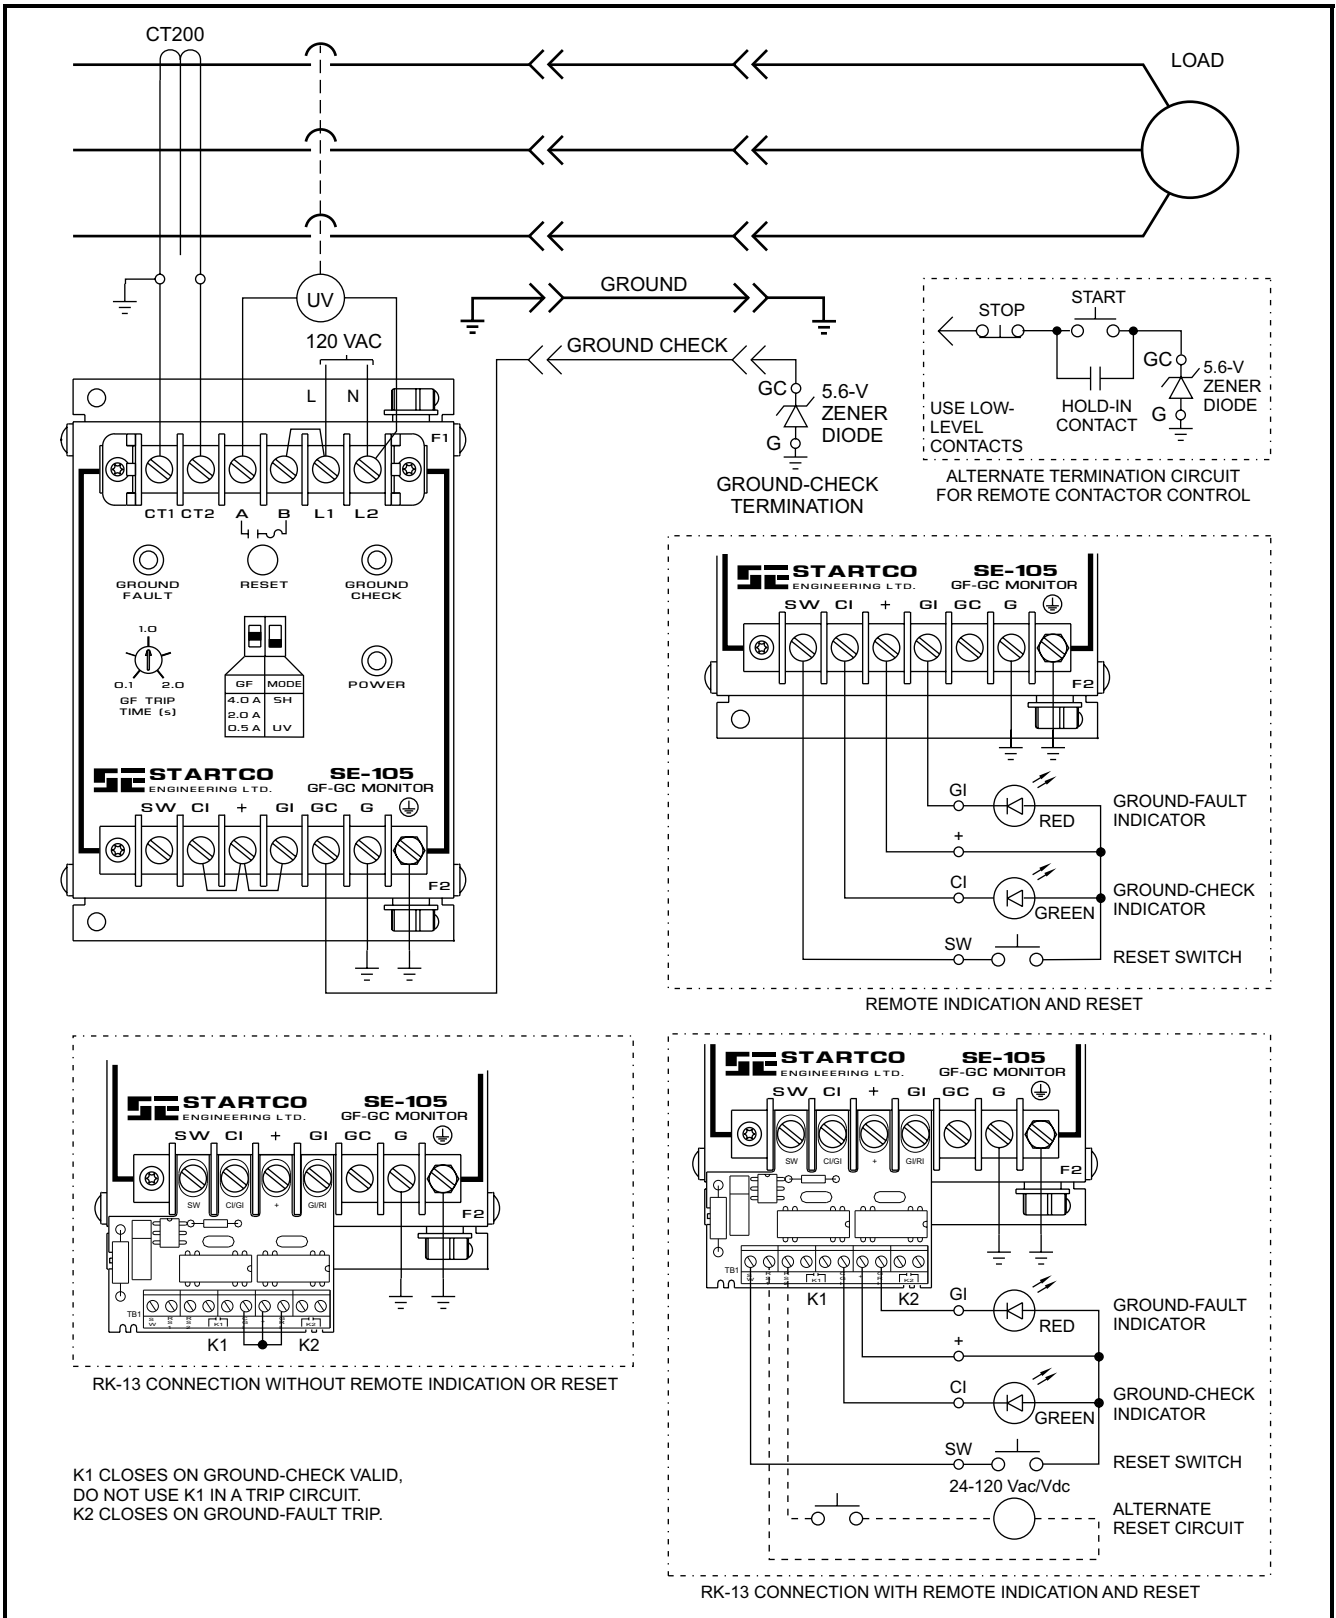 CT200
LOAD
UV
120 VAC
L N
GROUND
GROUND CHECK
GC
5.6-V
ZENER
DIODE
G
GROUND-CHECK
TERMINATION
STOP
START
GC
5.6-V
ZENER
DIODE
G
USE LOW-
LEVEL
CONTACTS
HOLD-IN
CONTACT
ALTERNATE TERMINATION CIRCUIT
FOR REMOTE CONTACTOR CONTROL
F1
CT1 CT2 A B L1 L2
GROUND
FAULT
RESET
GROUND
CHECK
1.0
0.1 2.0
GF TRIP
TIME (s)
GF MODE
4.0 A SH
2.0 A
0.5 A UV
POWER
SE STARTCO
ENGINEERING LTD.
SE-105
GF-GC MONITOR
SW CI + GI GC G
F2
SE STARTCO
ENGINEERING LTD.
SE-105
GF-GC MONITOR
SW CI + GI GC G
F2
GI
RED
GROUND-FAULT
INDICATOR
+
CI
GREEN
GROUND-CHECK
INDICATOR
SW
RESET SWITCH
REMOTE INDICATION AND RESET
SE STARTCO
ENGINEERING LTD.
SE-105
GF-GC MONITOR
SW CI + GI GC G
SW CI/GI + GI/RI
F2
TB1
K1 K2
K1 K2
RK-13 CONNECTION WITHOUT REMOTE INDICATION OR RESET
K1 CLOSES ON GROUND-CHECK VALID,
DO NOT USE K1 IN A TRIP CIRCUIT.
K2 CLOSES ON GROUND-FAULT TRIP.
SE STARTCO
ENGINEERING LTD.
SE-105
GF-GC MONITOR
SW CI + GI GC G
SW CI/GI + GI/RI
F2
TB1
K1 K2
K1 K2
GI
RED
GROUND-FAULT
INDICATOR
+
CI
GREEN
GROUND-CHECK
INDICATOR
SW
RESET SWITCH
24-120 Vac/Vdc
ALTERNATE
RESET CIRCUIT
RK-13 CONNECTION WITH REMOTE INDICATION AND RESET